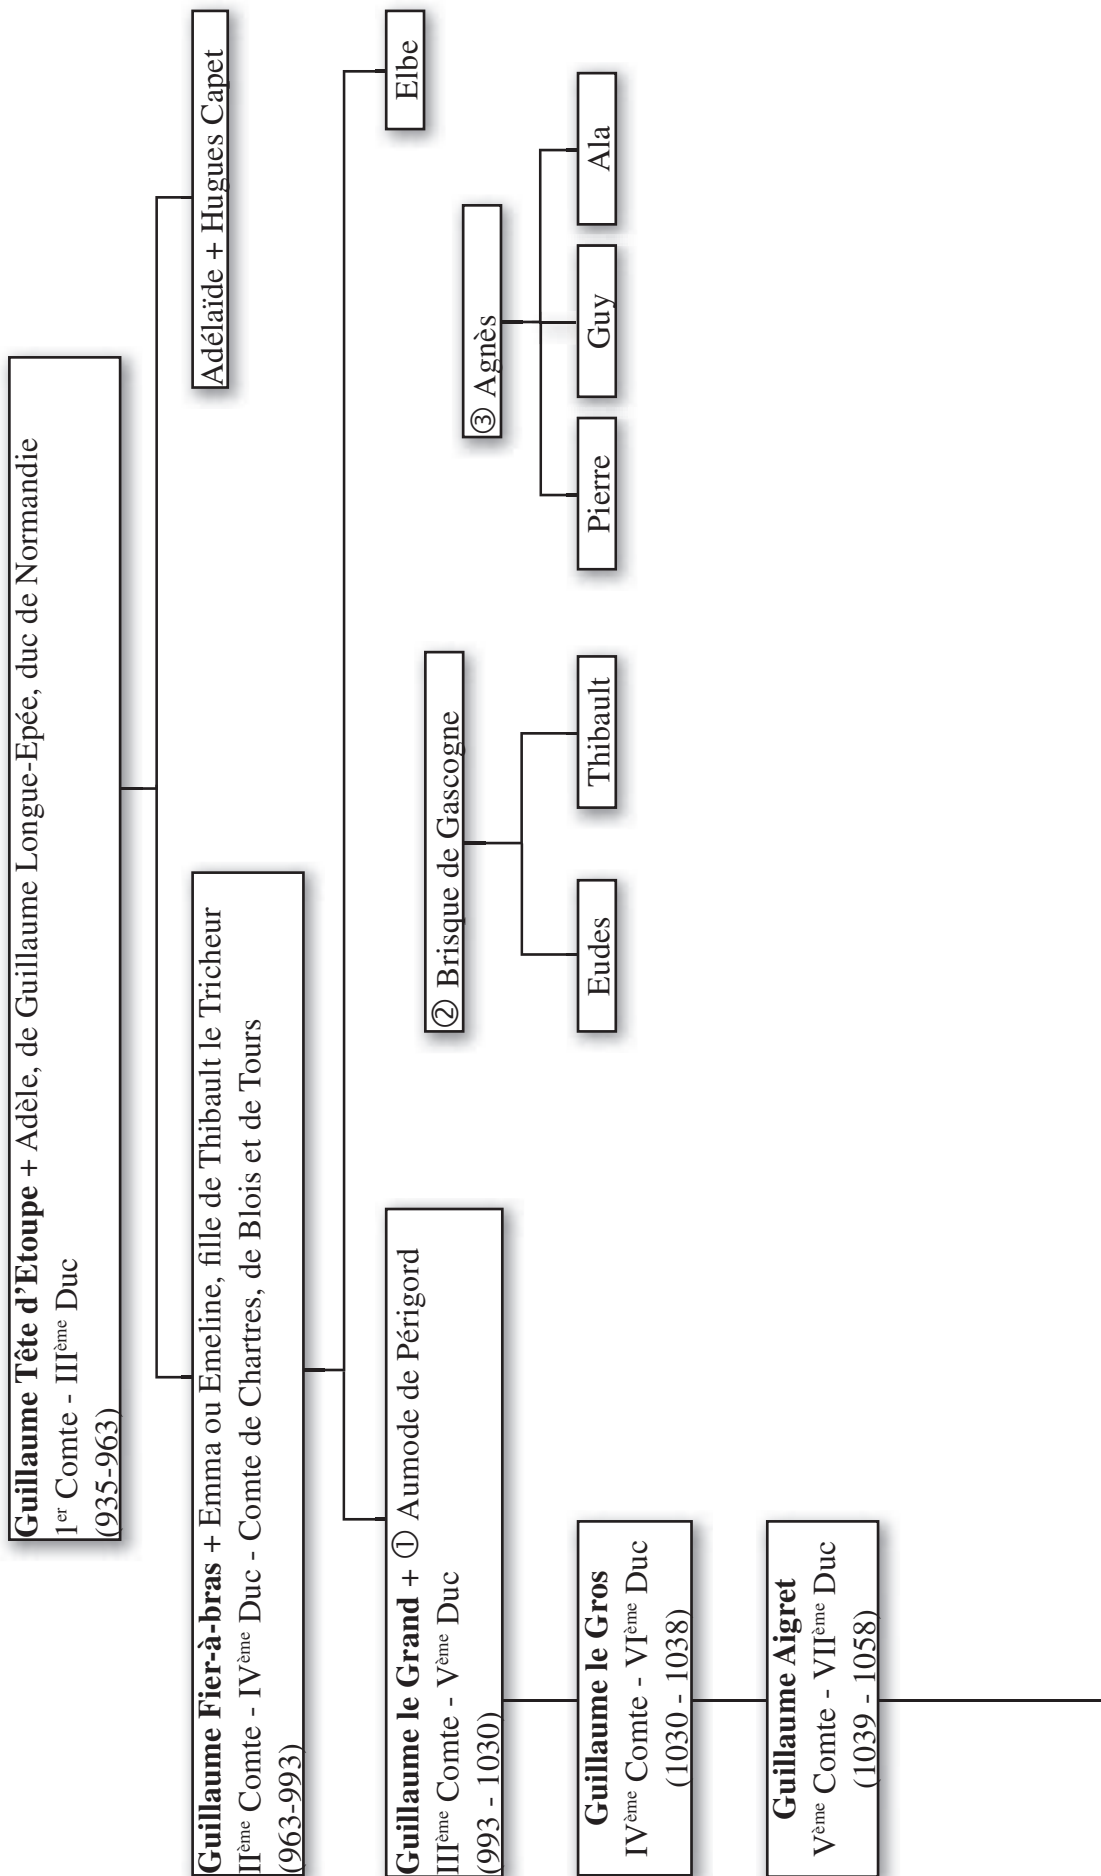 Guillaume Tête d'Etoupe + Adèle, de Guillaume Longue-Epée, duc de Normandie
1er Comte - IIIème Duc
(935-963)
Guillaume Fier-à-bras + Emma ou Emeline, fille de Thibault le Tricheur
IIème Comte - IVème Duc - Comte de Chartres, de Blois et de Tours
(963-993)
Adélaïde + Hugues Capet
Guillaume le Grand + ① Aumode de Périgord
IIIème Comte - Vème Duc
(993 - 1030)
Elbe
② Brisque de Gascogne
③ Agnès
Guillaume le Gros
IVème Comte - VIème Duc
(1030 - 1038)
Eudes
Thibault
Pierre
Guy
Ala
Guillaume Aigret
Vème Comte - VIIème Duc
(1039 - 1058)